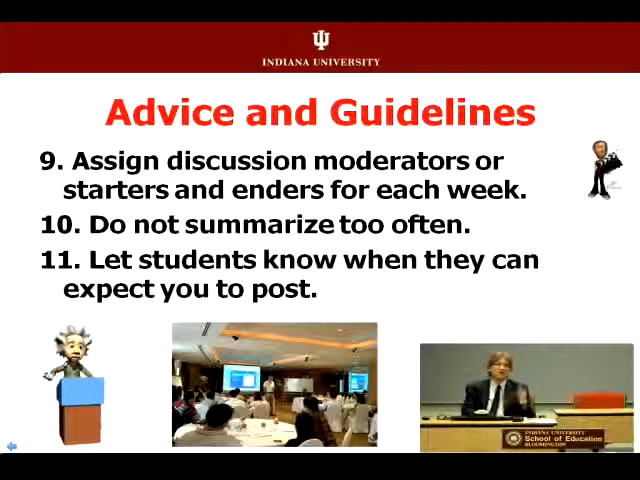 INDIANA UNIVERSITY
Advice and Guidelines
9. Assign discussion moderators or
starters and enders for each week.
10. Do not summarize too often.
11. Let students know when they can
expect you to post.
INDIANA UNIVERSITY
School of Education
BLOOMINGTON